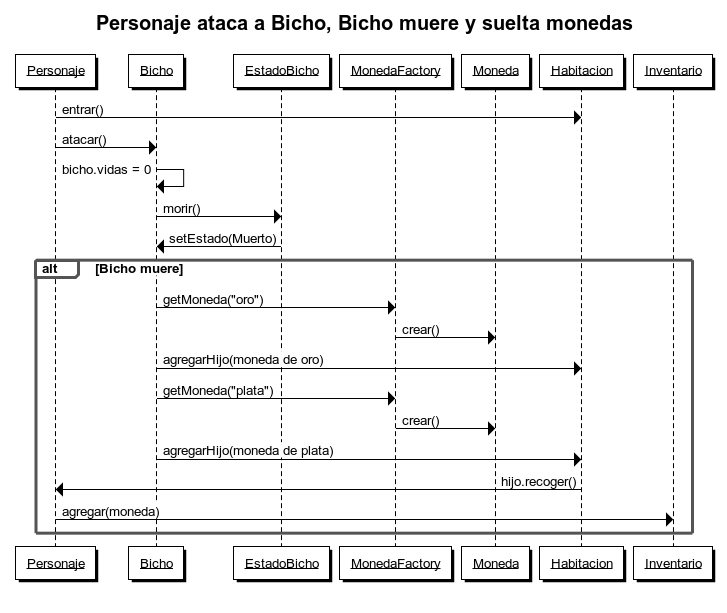 Personaje ataca a Bicho, Bicho muere y suelta monedas
Personaje Bicho EstadoBicho MonedaFactory Moneda Habitacion Inventario
entrar()
atacar()
bicho.vidas = 0
morir()
setEstado(Muerto)
alt [Bicho muere]
getMoneda("oro")
crear()
agregarHijo(moneda de oro)
getMoneda("plata")
crear()
agregarHijo(moneda de plata)
hijo.recoger()
agregar(moneda)
Personaje Bicho EstadoBicho MonedaFactory Moneda Habitacion Inventario